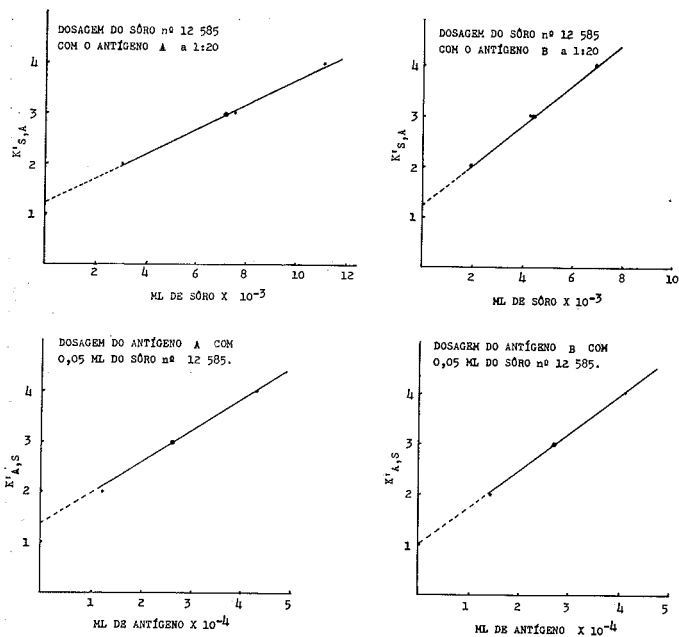 DOSAGEM DO SÔRO nº 12 585
COM O ANTÍGENO A a 1:20
4
3
2
1
K'S,A
2
4
6
8
10
12
ML DE SÔRO X 10-3
DOSAGEM DO SÔRO nº 12 585
COM O ANTÍGENO B a 1:20
4
3
2
1
K'S,A
2
4
6
8
10
ML DE SÔRO X 10-3
DOSAGEM DO ANTÍGENO A COM
0,05 ML DO SÔRO nº 12 585.
4
3
2
1
K'A,S
1
2
3
4
5
ML DE ANTÍGENO X 10-4
DOSAGEM DO ANTÍGENO B COM
0,05 ML DO SÔRO nº 12 585.
4
3
2
1
K'A,S
1
2
3
4
5
ML DE ANTÍGENO X 10-4